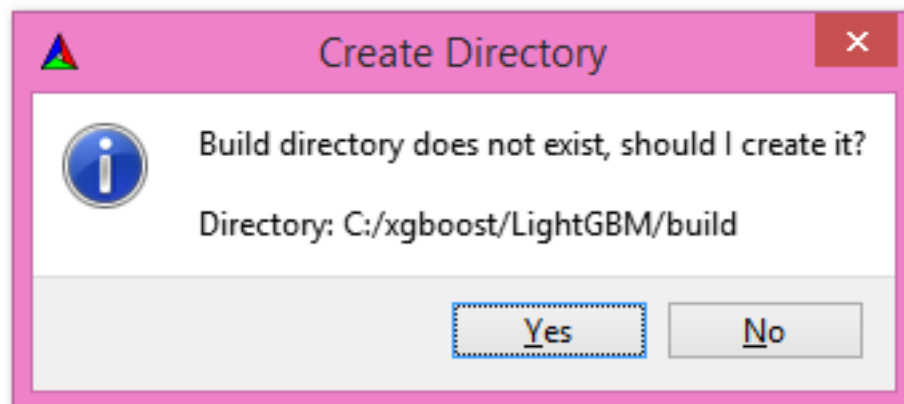 Create Directory
Build directory does not exist, should I create it?
Directory: C:/xgboost/LightGBM/build
Yes
No